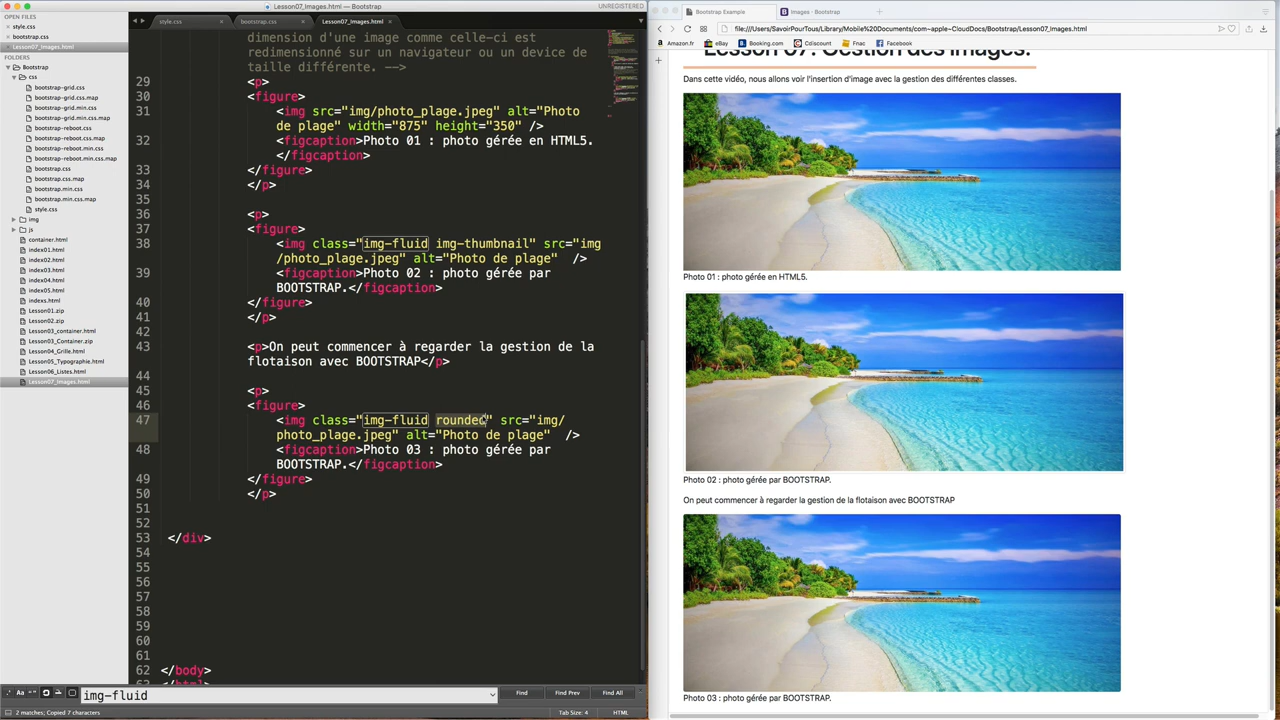 Lesson07_Images.html — Bootstrap
UNREGISTERED
OPEN FILES
style.css
bootstrap.css
Lesson07_Images.html
FOLDERS
Bootstrap
css
bootstrap-grid.css
bootstrap-grid.css.map
bootstrap-grid.min.css
bootstrap-grid.min.css.map
bootstrap-reboot.css
bootstrap-reboot.css.map
bootstrap-reboot.min.css
bootstrap-reboot.min.css.map
bootstrap.css
bootstrap.css.map
bootstrap.min.css
bootstrap.min.css.map
style.css
img
js
container.html
index01.html
index02.html
index03.html
index04.html
index05.html
indexs.html
Lesson01.zip
Lesson02.zip
Lesson03_container.html
Lesson03_Container.zip
Lesson04_Grille.html
Lesson05_Typographie.html
Lesson06_Listes.html
Lesson07_Images.html
style.css
bootstrap.css
Lesson07_Images.html
dimension d'une image comme celle-ci est
redimensionné sur un navigateur ou un device de
taille différente. -->
29 <p>
30 <figure>
31 <img src="img/photo_plage.jpeg" alt="Photo
de plage" width="875" height="350" />
32 <figcaption>Photo 01 : photo gérée en HTML5.
</figcaption>
33 </figure>
34 </p>
35
36 <p>
37 <figure>
38 <img class="img-fluid img-thumbnail" src="img
/photo_plage.jpeg" alt="Photo de plage"  />
39 <figcaption>Photo 02 : photo gérée par
BOOTSTRAP.</figcaption>
40 </figure>
41 </p>
42
43 <p>On peut commencer à regarder la gestion de la
flotaison avec BOOTSTRAP</p>
44
45 <p>
46 <figure>
47 <img class="img-fluid rounded" src="img/
photo_plage.jpeg" alt="Photo de plage"  />
48 <figcaption>Photo 03 : photo gérée par
BOOTSTRAP.</figcaption>
49 </figure>
50 </p>
51
52
53 </div>
54
55
56
57
58
59
60
61
62 </body>
63 </html>
img-fluid
Find
Find Prev
Find All
2 matches; Copied 7 characters
Tab Size: 4
HTML
Bootstrap Example
Images · Bootstrap
file:///Users/SavoirPourTous/Library/Mobile%20Documents/com~apple~CloudDocs/Bootstrap/Lesson07_Images.html
Amazon.fr
eBay
Booking.com
Cdiscount
Fnac
Facebook
Lesson 07: Gestion des images.
Dans cette vidéo, nous allons voir l'insertion d'image avec la gestion des différentes classes.
Photo 01 : photo gérée en HTML5.
Photo 02 : photo gérée par BOOTSTRAP.
On peut commencer à regarder la gestion de la flotaison avec BOOTSTRAP
Photo 03 : photo gérée par BOOTSTRAP.